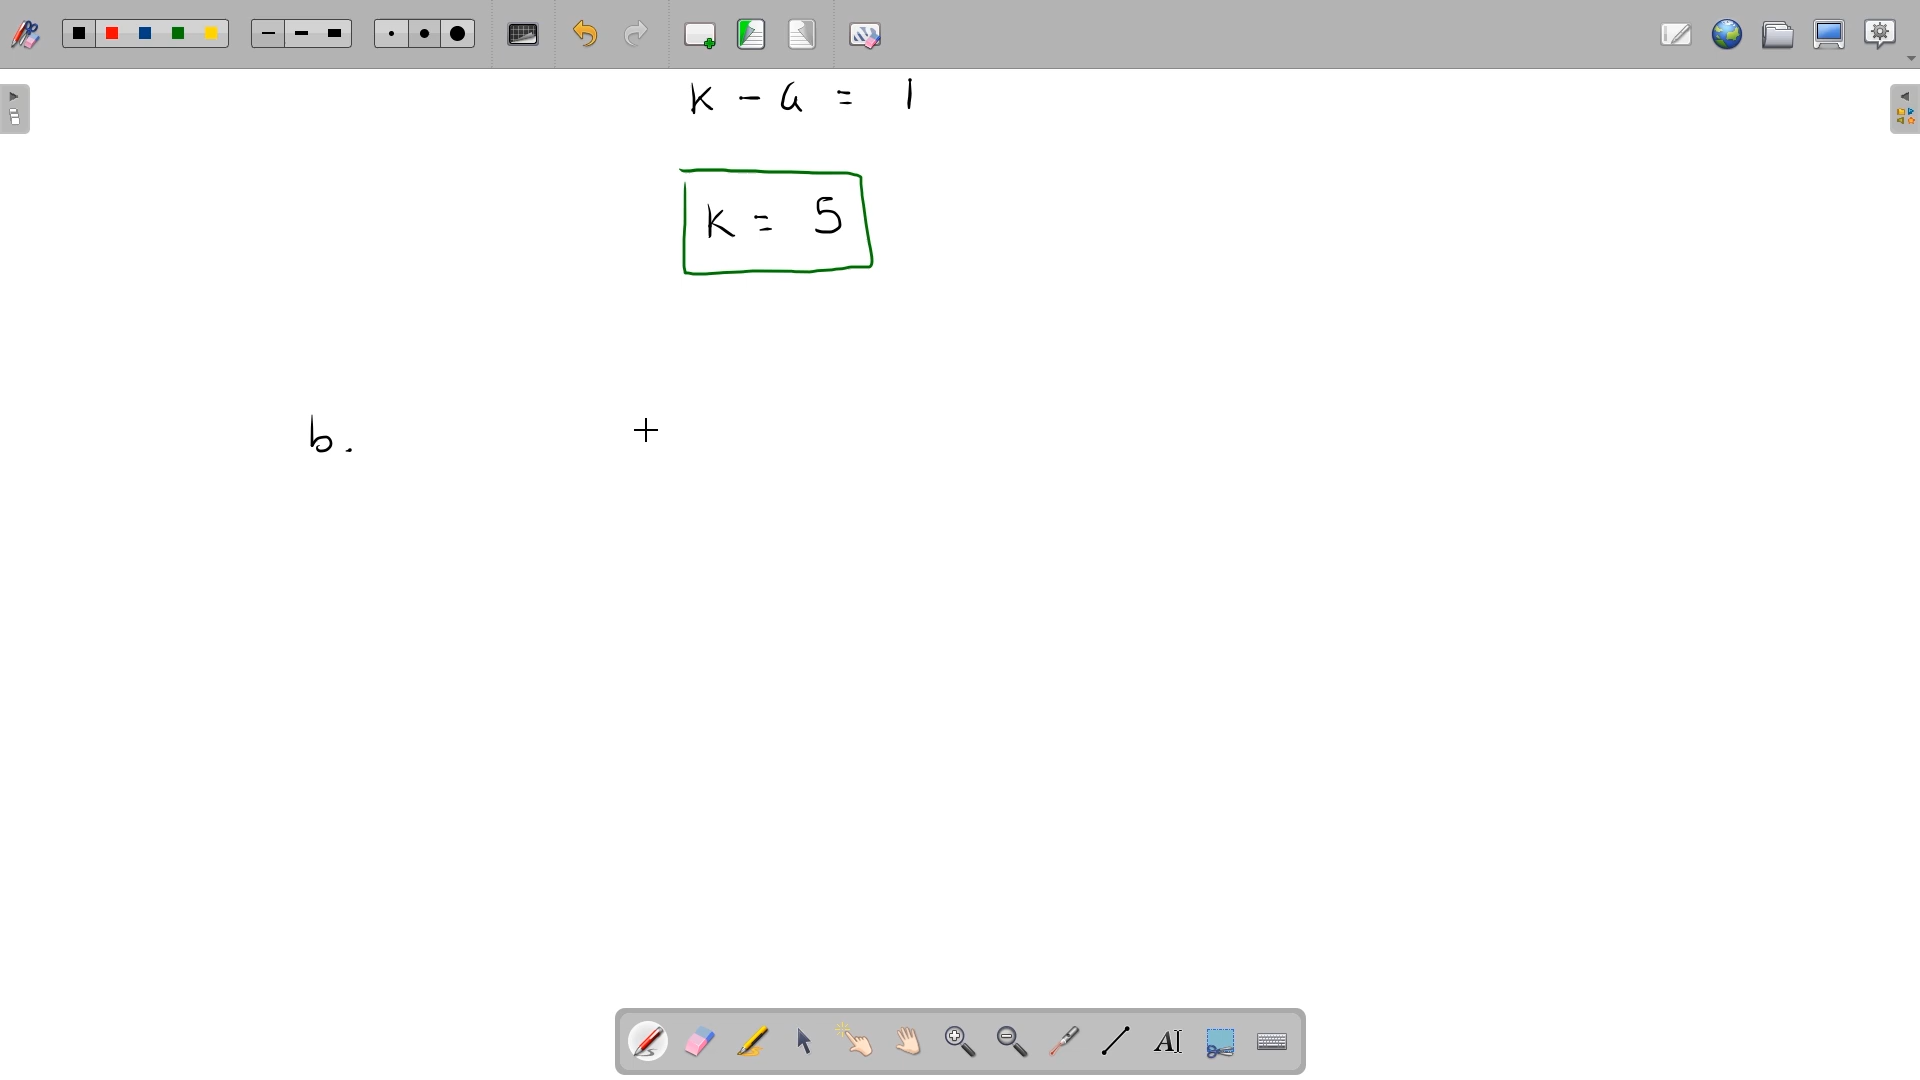 k - 4 = 1
k = 5
b.